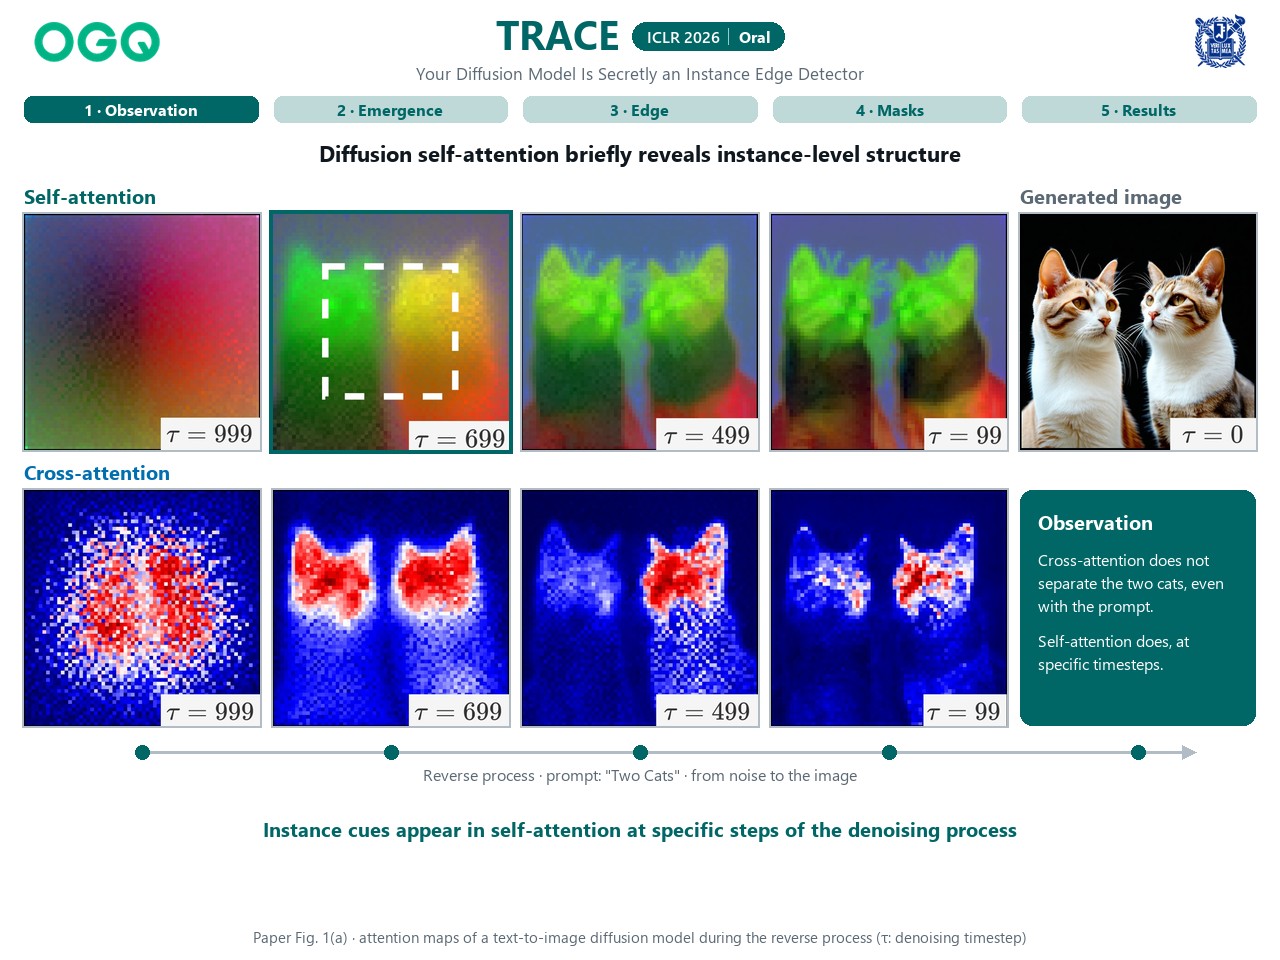 OGQ
TRACE
ICLR 2026 | Oral
Your Diffusion Model Is Secretly an Instance Edge Detector
1 · Observation
2 · Emergence
3 · Edge
4 · Masks
5 · Results
Diffusion self-attention briefly reveals instance-level structure
Self-attention
Generated image
τ = 999
τ = 699
τ = 499
τ = 99
τ = 0
Cross-attention
τ = 999
τ = 699
τ = 499
τ = 99
Observation
Cross-attention does not
separate the two cats, even
with the prompt.
Self-attention does, at
specific timesteps.
Reverse process · prompt: "Two Cats" · from noise to the image
Instance cues appear in self-attention at specific steps of the denoising process
Paper Fig. 1(a) · attention maps of a text-to-image diffusion model during the reverse process (τ: denoising timestep)